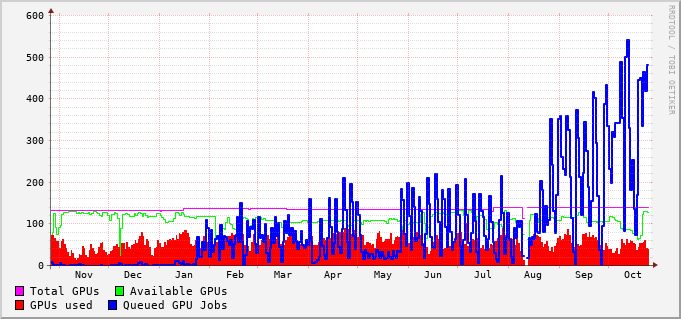 600
500
400
300
200
100
0
Nov Dec Jan Feb Mar Apr May Jun Jul Aug Sep Oct
Total GPUs Available GPUs
GPUs used Queued GPU Jobs
RRDTOOL / TOBI OETIKER